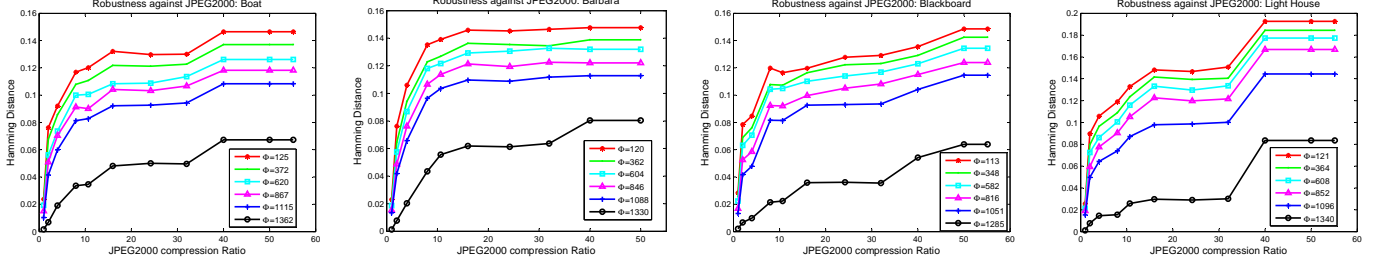 Robustness against JPEG2000: Boat
0.16
0.14
0.12
0.1
0.08
0.06
0.04
0.02
0
Hamming Distance
Φ=125
Φ=372
Φ=620
Φ=867
Φ=1115
Φ=1362
0 10 20 30 40 50 60
JPEG2000 compression Ratio
Robustness against JPEG2000: Barbara
0.16
0.14
0.12
0.1
0.08
0.06
0.04
0.02
0
Hamming Distance
Φ=120
Φ=362
Φ=604
Φ=846
Φ=1088
Φ=1330
0 10 20 30 40 50
JPEG2000 compression Ratio
Robustness against JPEG2000: Blackboard
0.16
0.14
0.12
0.1
0.08
0.06
0.04
0.02
0
Hamming Distance
Φ=113
Φ=348
Φ=582
Φ=816
Φ=1051
Φ=1285
0 10 20 30 40 50 60
JPEG2000 compression Ratio
Robustness against JPEG2000: Light House
0.2
0.18
0.16
0.14
0.12
0.1
0.08
0.06
0.04
0.02
0
Hamming Distance
Φ=121
Φ=364
Φ=608
Φ=852
Φ=1096
Φ=1340
0 10 20 30 40 50 60
JPEG2000 compression Ratio